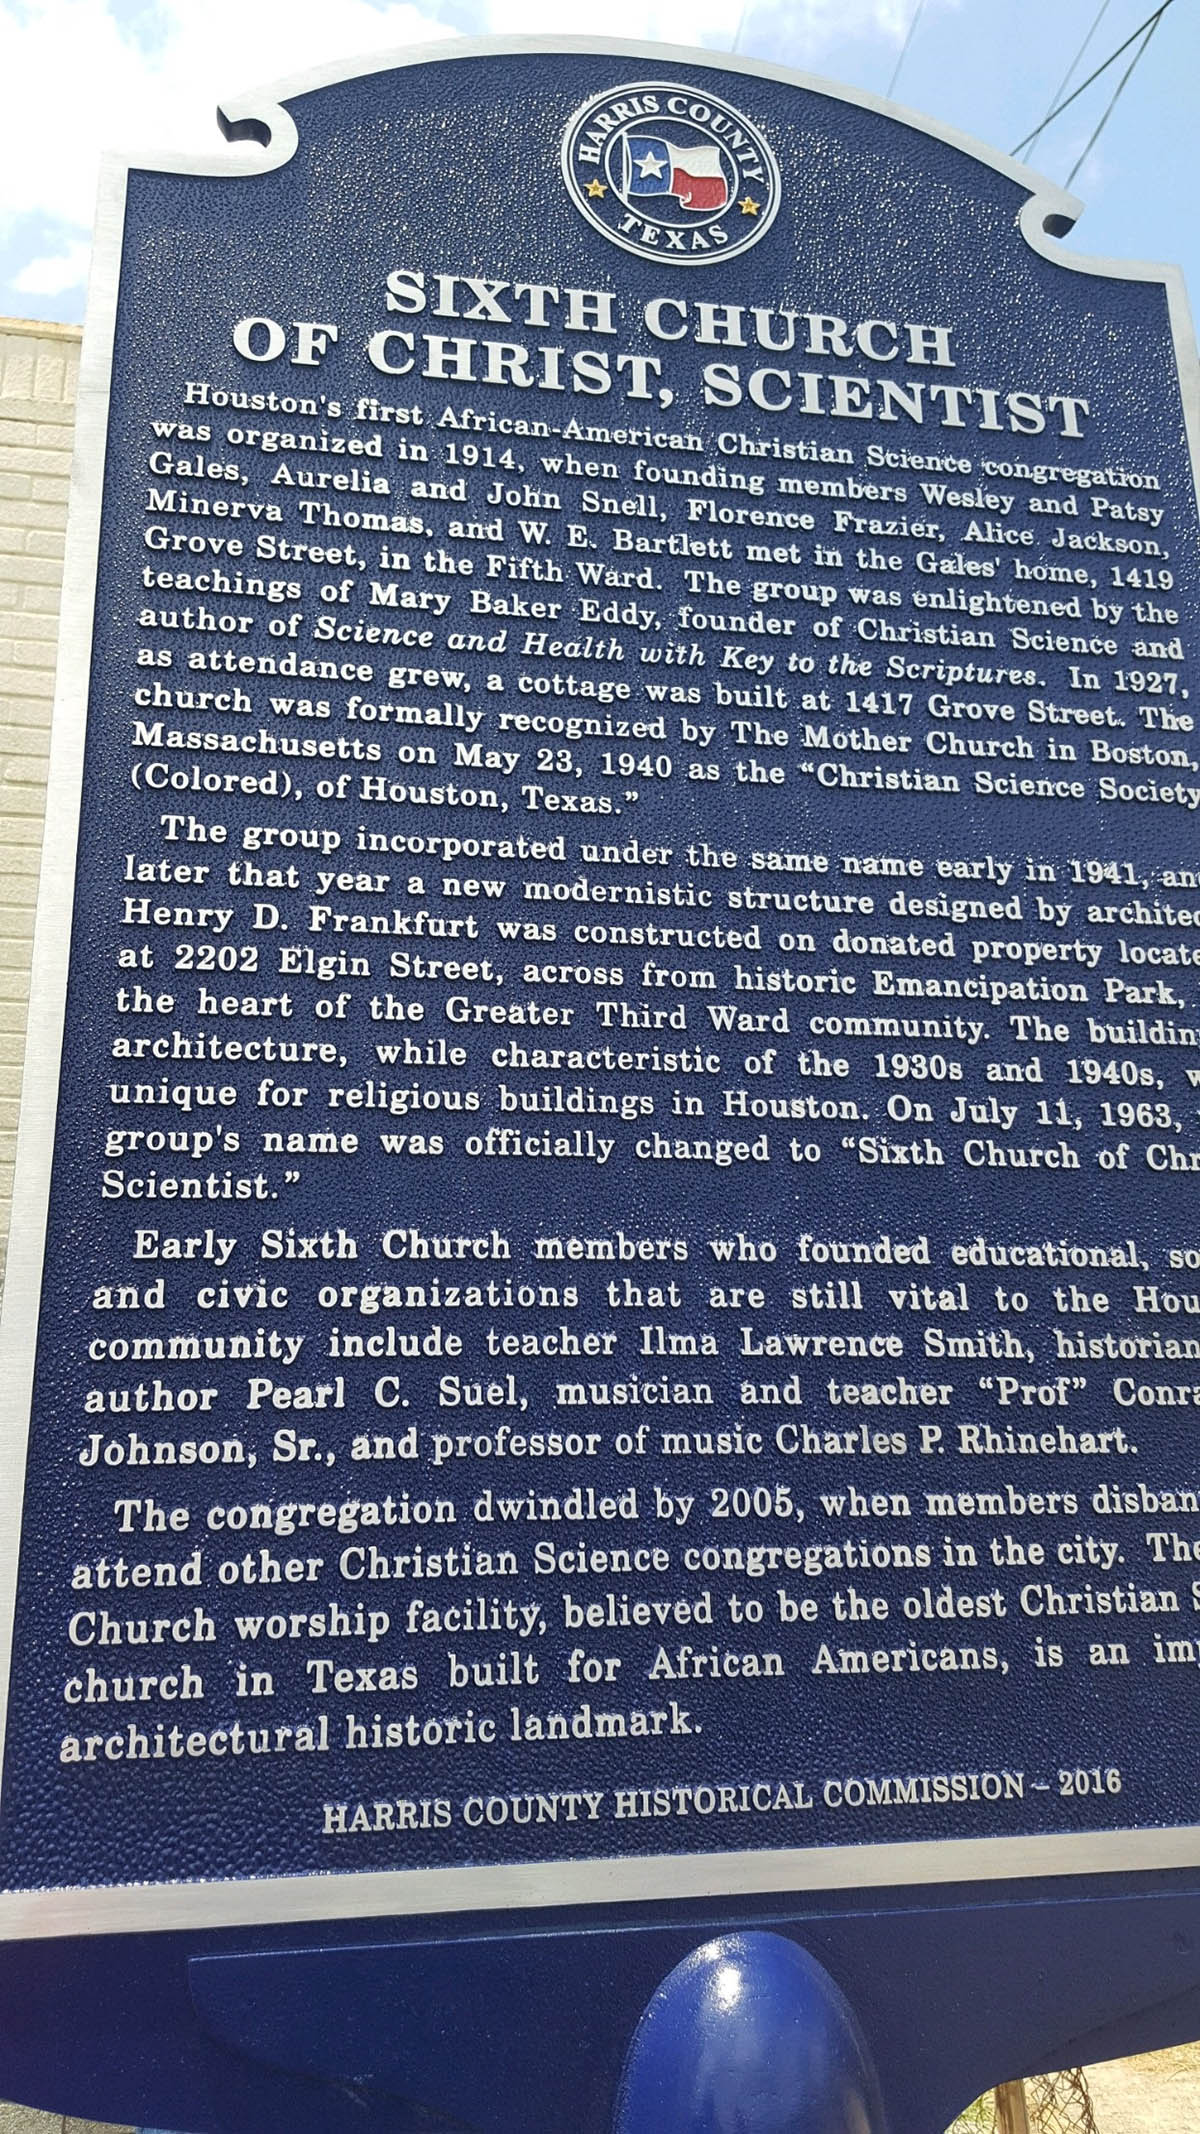 HARRIS COUNTY
TEXAS
SIXTH CHURCH
OF CHRIST, SCIENTIST
Houston's first African-American Christian Science congregation
was organized in 1914, when founding members Wesley and Patsy
Gales, Aurelia and John Snell, Florence Frazier, Alice Jackson,
Minerva Thomas, and W. E. Bartlett met in the Gales' home, 1419
Grove Street, in the Fifth Ward. The group was enlightened by the
teachings of Mary Baker Eddy, founder of Christian Science and
author of Science and Health with Key to the Scriptures. In 1927,
as attendance grew, a cottage was built at 1417 Grove Street. The
church was formally recognized by The Mother Church in Boston,
Massachusetts on May 23, 1940 as the “Christian Science Society
(Colored), of Houston, Texas.”
The group incorporated under the same name early in 1941, an
later that year a new modernistic structure designed by archite
Henry D. Frankfurt was constructed on donated property locate
at 2202 Elgin Street, across from historic Emancipation Park,
the heart of the Greater Third Ward community. The buildin
architecture, while characteristic of the 1930s and 1940s,
unique for religious buildings in Houston. On July 11, 1963,
group's name was officially changed to “Sixth Church of Chr
Scientist.”
Early Sixth Church members who founded educational, so
and civic organizations that are still vital to the Hou
community include teacher Ilma Lawrence Smith, historian
author Pearl C. Suel, musician and teacher “Prof” Conra
Johnson, Sr., and professor of music Charles P. Rhinehart.
The congregation dwindled by 2005, when members disban
attend other Christian Science congregations in the city. The
Church worship facility, believed to be the oldest Christian S
church in Texas built for African Americans, is an im
architectural historic landmark.
HARRIS COUNTY HISTORICAL COMMISSION – 2016